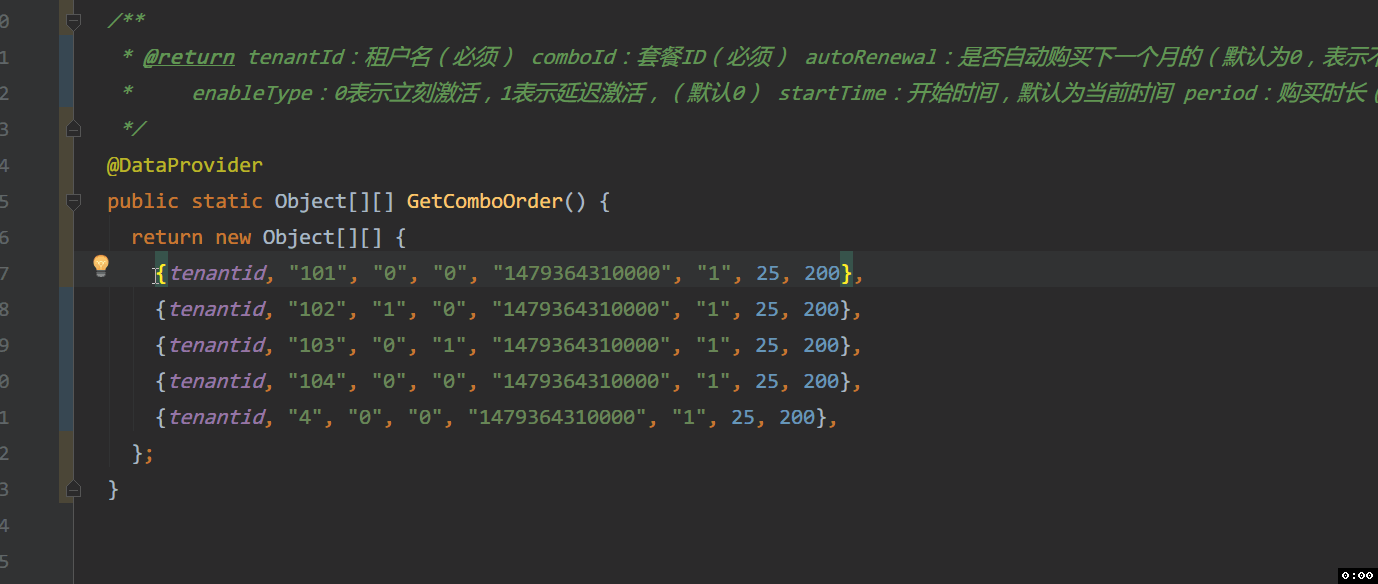 0 /**
1 * @return tenantId：租户名（必须） comboId：套餐ID（必须） autoRenewal：是否自动购买下一个月的（默认为0，表示不
2 * enableType：0表示立刻激活，1表示延迟激活，（默认0） startTime：开始时间，默认为当前时间 period：购买时长（
3 */
4 @DataProvider
5 public static Object[][] GetComboOrder() {
6 return new Object[][] {
7 {tenantid, "101", "0", "0", "1479364310000", "1", 25, 200},
8 {tenantid, "102", "1", "0", "1479364310000", "1", 25, 200},
9 {tenantid, "103", "0", "1", "1479364310000", "1", 25, 200},
0 {tenantid, "104", "0", "0", "1479364310000", "1", 25, 200},
1 {tenantid, "4", "0", "0", "1479364310000", "1", 25, 200},
2 };
3 }
4
5
0:00